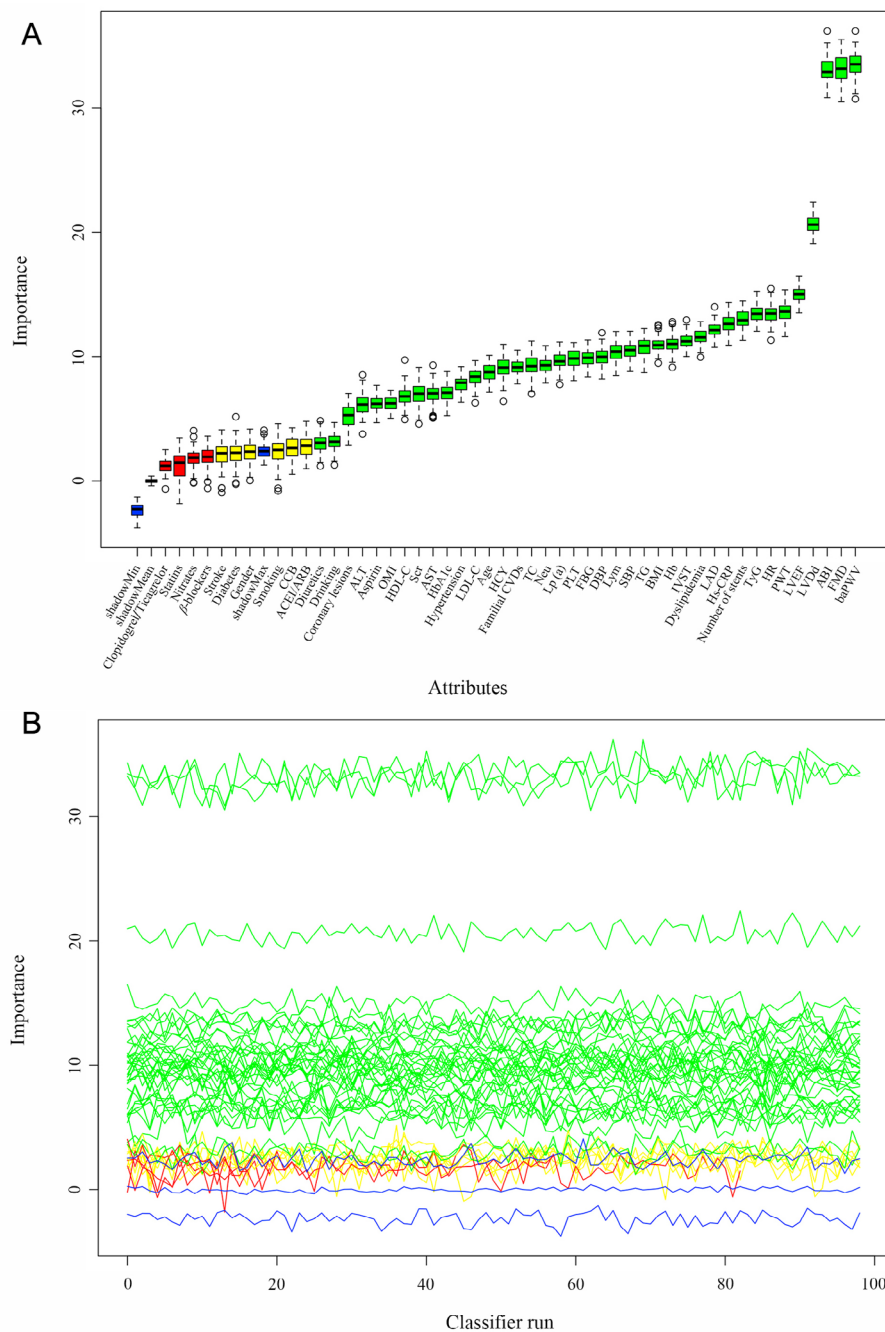 A
Importance
30
20
10
0
shadowMin
shadowMean
Clopidogrel/Ticagrelor
Statins
Nitrates
β-blockers
Stroke
Diabetes
Gender
shadowMax
Smoking
CCB
ACEI/ARB
Diuretics
Drinking
Coronary lesions
ALT
Aspirin
OMI
HDL-C
Scr
AST
HbA1c
Hypertension
LDL-C
Age
HCY
Familial CVDs
TC
Neu
Lp (a)
PLT
FBG
DBP
Lym
SBP
TG
BMI
Hb
IVST
Dyslipidemia
LAD
Hs-CRP
Number of stents
TyG
HR
PWT
LVEF
LVDd
ABI
FMD
baPWV
Attributes
B
Importance
30
20
10
0
0 20 40 60 80 100
Classifier run